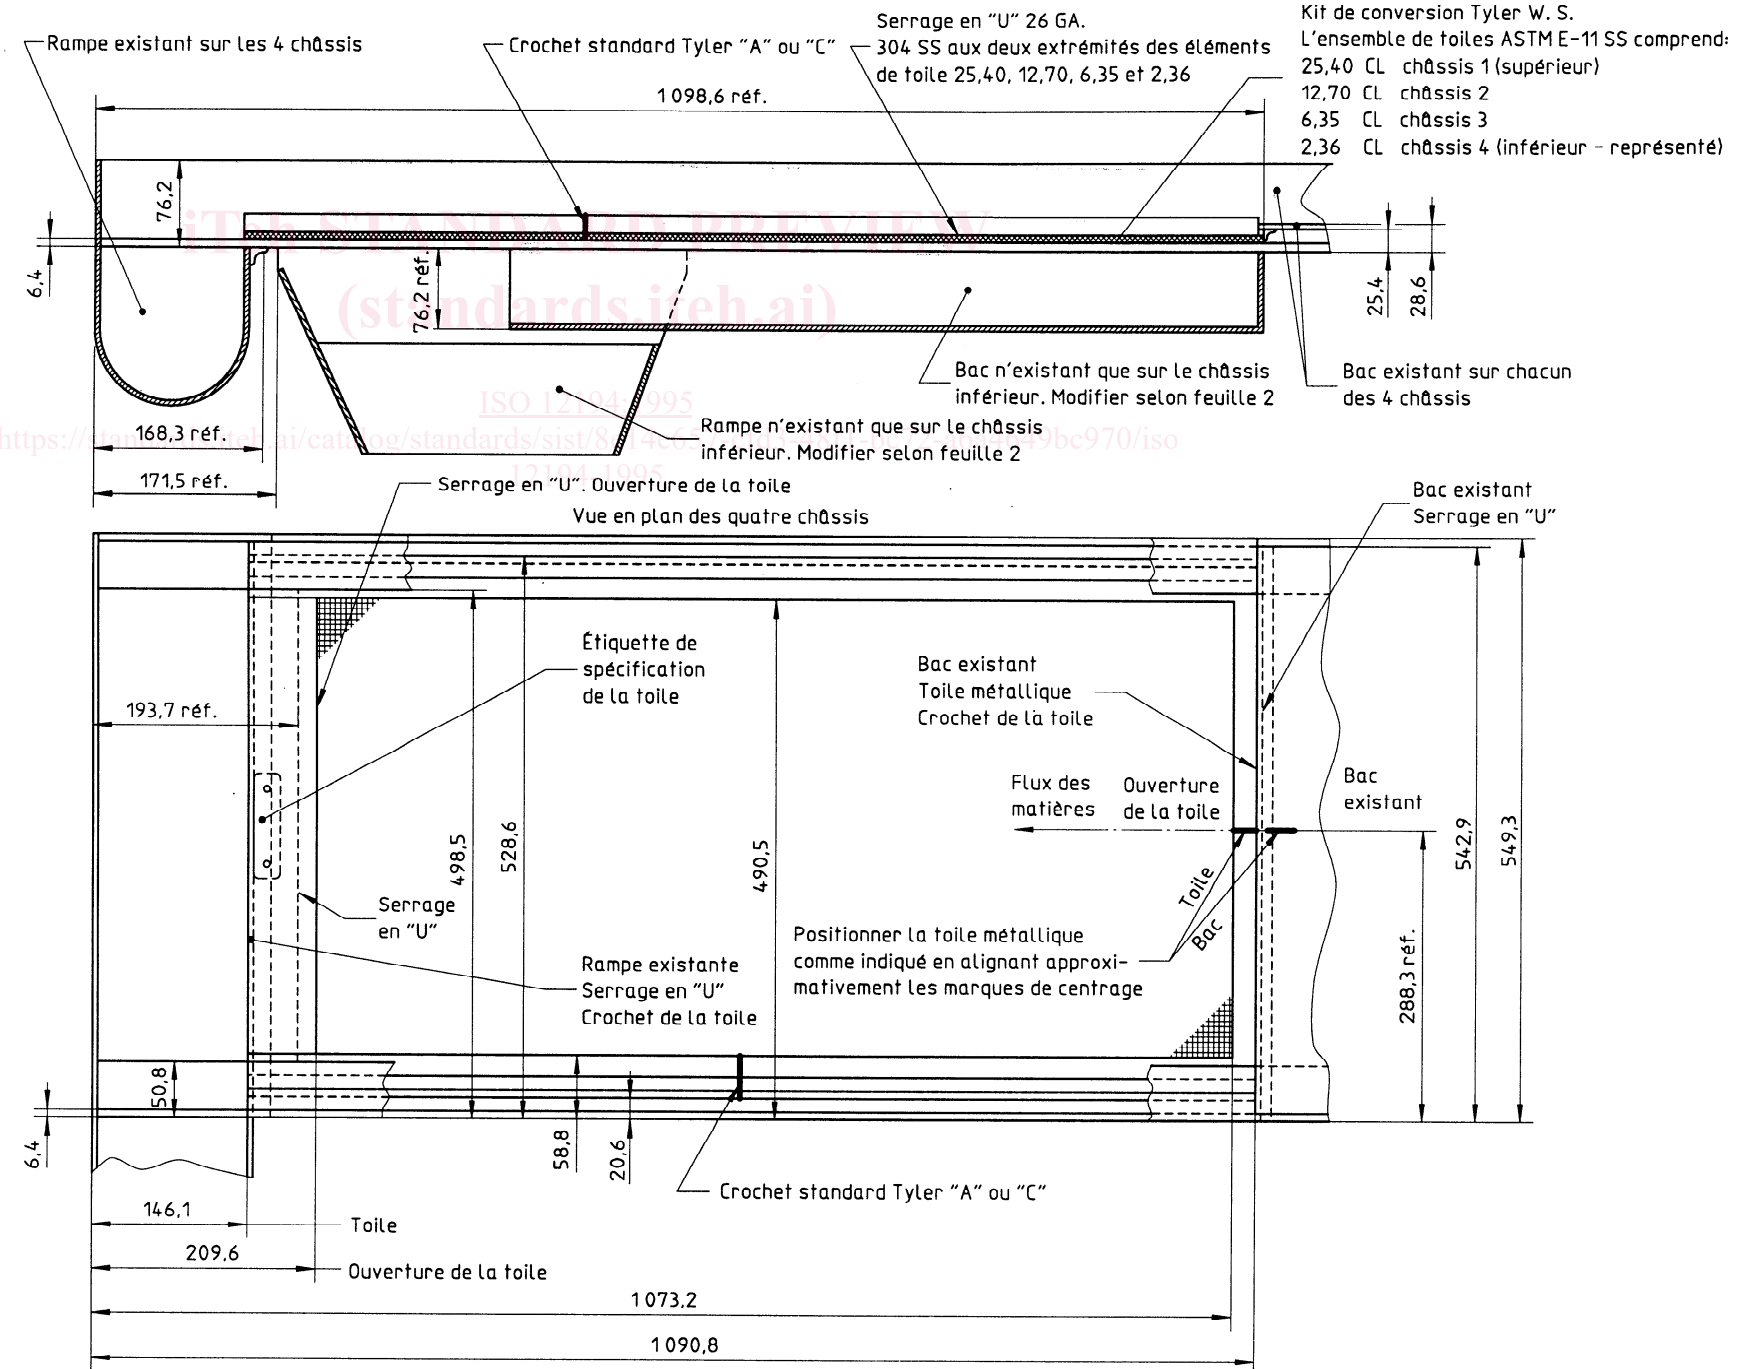 Rampe existant sur les 4 châssis
Crochet standard Tyler "A" ou "C"
Serrage en "U" 26 GA.
304 SS aux deux extrémités des éléments
de toile 25,40, 12,70, 6,35 et 2,36
Kit de conversion Tyler W. S.
L'ensemble de toiles ASTM E-11 SS comprend:
25,40 CL châssis 1 (supérieur)
12,70 CL châssis 2
6,35 CL châssis 3
2,36 CL châssis 4 (inférieur - représenté)
1 098,6 réf.
76,2
6,4
76,2 réf.
25,4
28,6
iTeh STANDARD PREVIEW
(standards.iteh.ai)
Bac n'existant que sur le châssis
inférieur. Modifier selon feuille 2
Bac existant sur chacun
des 4 châssis
ISO 12194:1995
Rampe n'existant que sur le châssis
inférieur. Modifier selon feuille 2
168,3 réf.
171,5 réf.
12194-1995
Serrage en "U". Ouverture de la toile
Vue en plan des quatre châssis
Bac existant
Serrage en "U"
Étiquette de
spécification
de la toile
Bac existant
Toile métallique
Crochet de la toile
193,7 réf.
Flux des
matières
Ouverture
de la toile
Bac
existant
498,5
528,6
490,5
542,9
549,3
Toile
Bac
Serrage
en "U"
Positionner la toile métallique
comme indiqué en alignant approxi-
mativement les marques de centrage
288,3 réf.
Rampe existante
Serrage en "U"
Crochet de la toile
50,8
6,4
58,8
20,6
Crochet standard Tyler "A" ou "C"
146,1
Toile
209,6
Ouverture de la toile
1 073,2
1 090,8